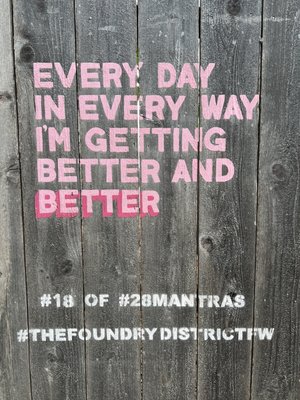 EVERY DAY
IN EVERY WAY
I'M GETTING
BETTER AND
BETTER
#18 OF #28MANTRAS
#THEFOUNDRYDISTRICTFW